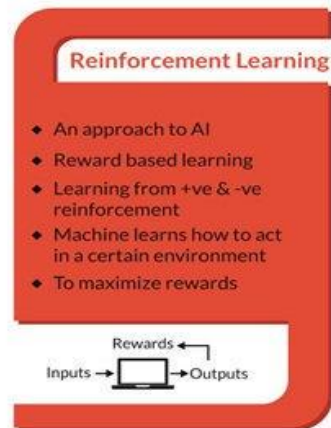 Reinforcement Learning
◆ An approach to AI
◆ Reward based learning
◆ Learning from +ve & -ve
reinforcement
◆ Machine learns how to act
in a certain environment
◆ To maximize rewards
Rewards
Inputs
Outputs